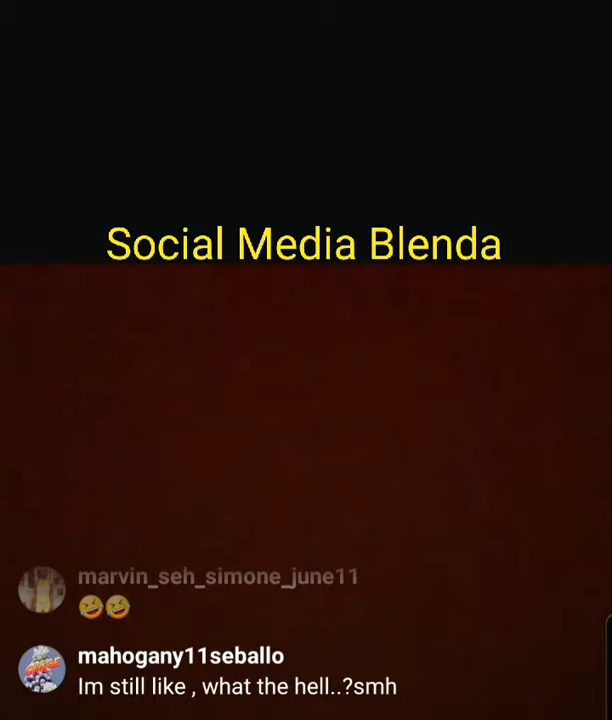 Social Media Blenda
marvin_seh_simone_june11
🤣🤣
mahogany11seballo
Im still like , what the hell..?smh